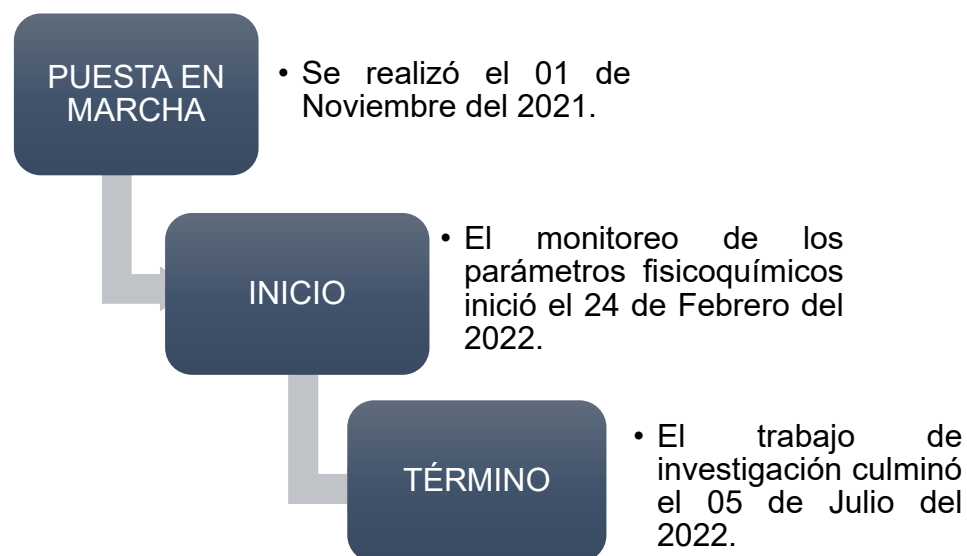 PUESTA EN
MARCHA
• Se realizó el 01 de
Noviembre del 2021.
INICIO
• El monitoreo de los
parámetros fisicoquímicos
inició el 24 de Febrero del
2022.
TÉRMINO
• El trabajo de
investigación culminó
el 05 de Julio del
2022.